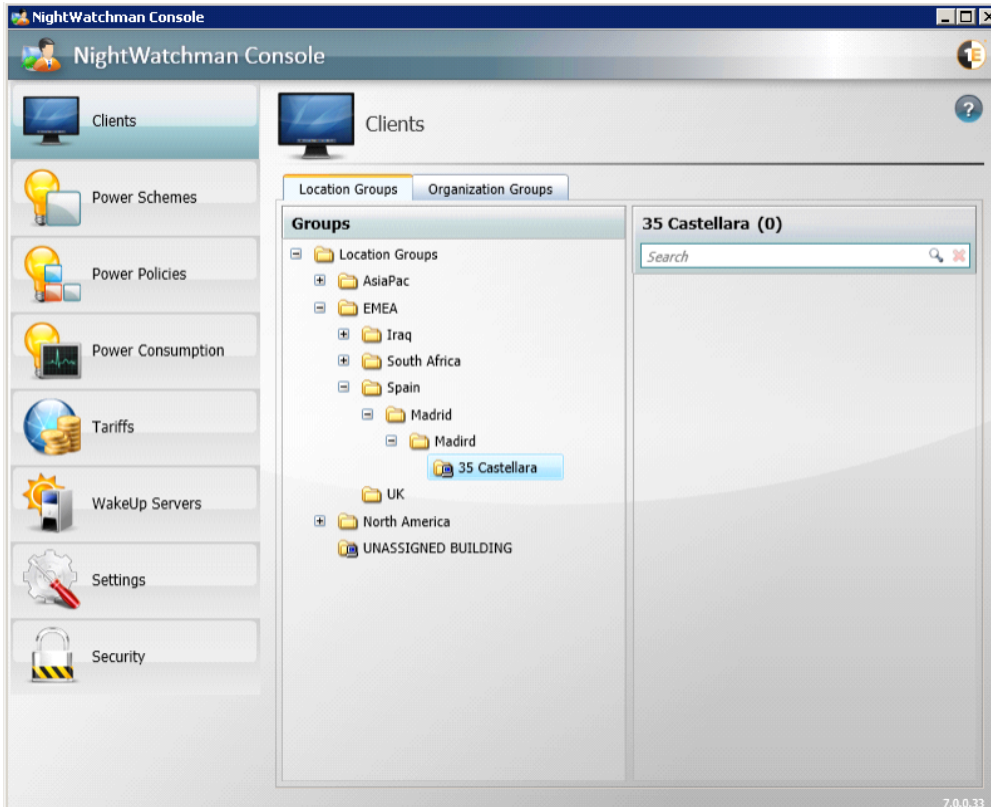 NightWatchman Console
NightWatchman Console
1E
Clients
Power Schemes
Power Policies
Power Consumption
Tariffs
WakeUp Servers
Settings
Security
Clients
?
Location Groups
Organization Groups
Groups
Location Groups
AsiaPac
EMEA
Iraq
South Africa
Spain
Madrid
Madird
35 Castellara
UK
North America
UNASSIGNED BUILDING
35 Castellara (0)
Search
7.0.0.33